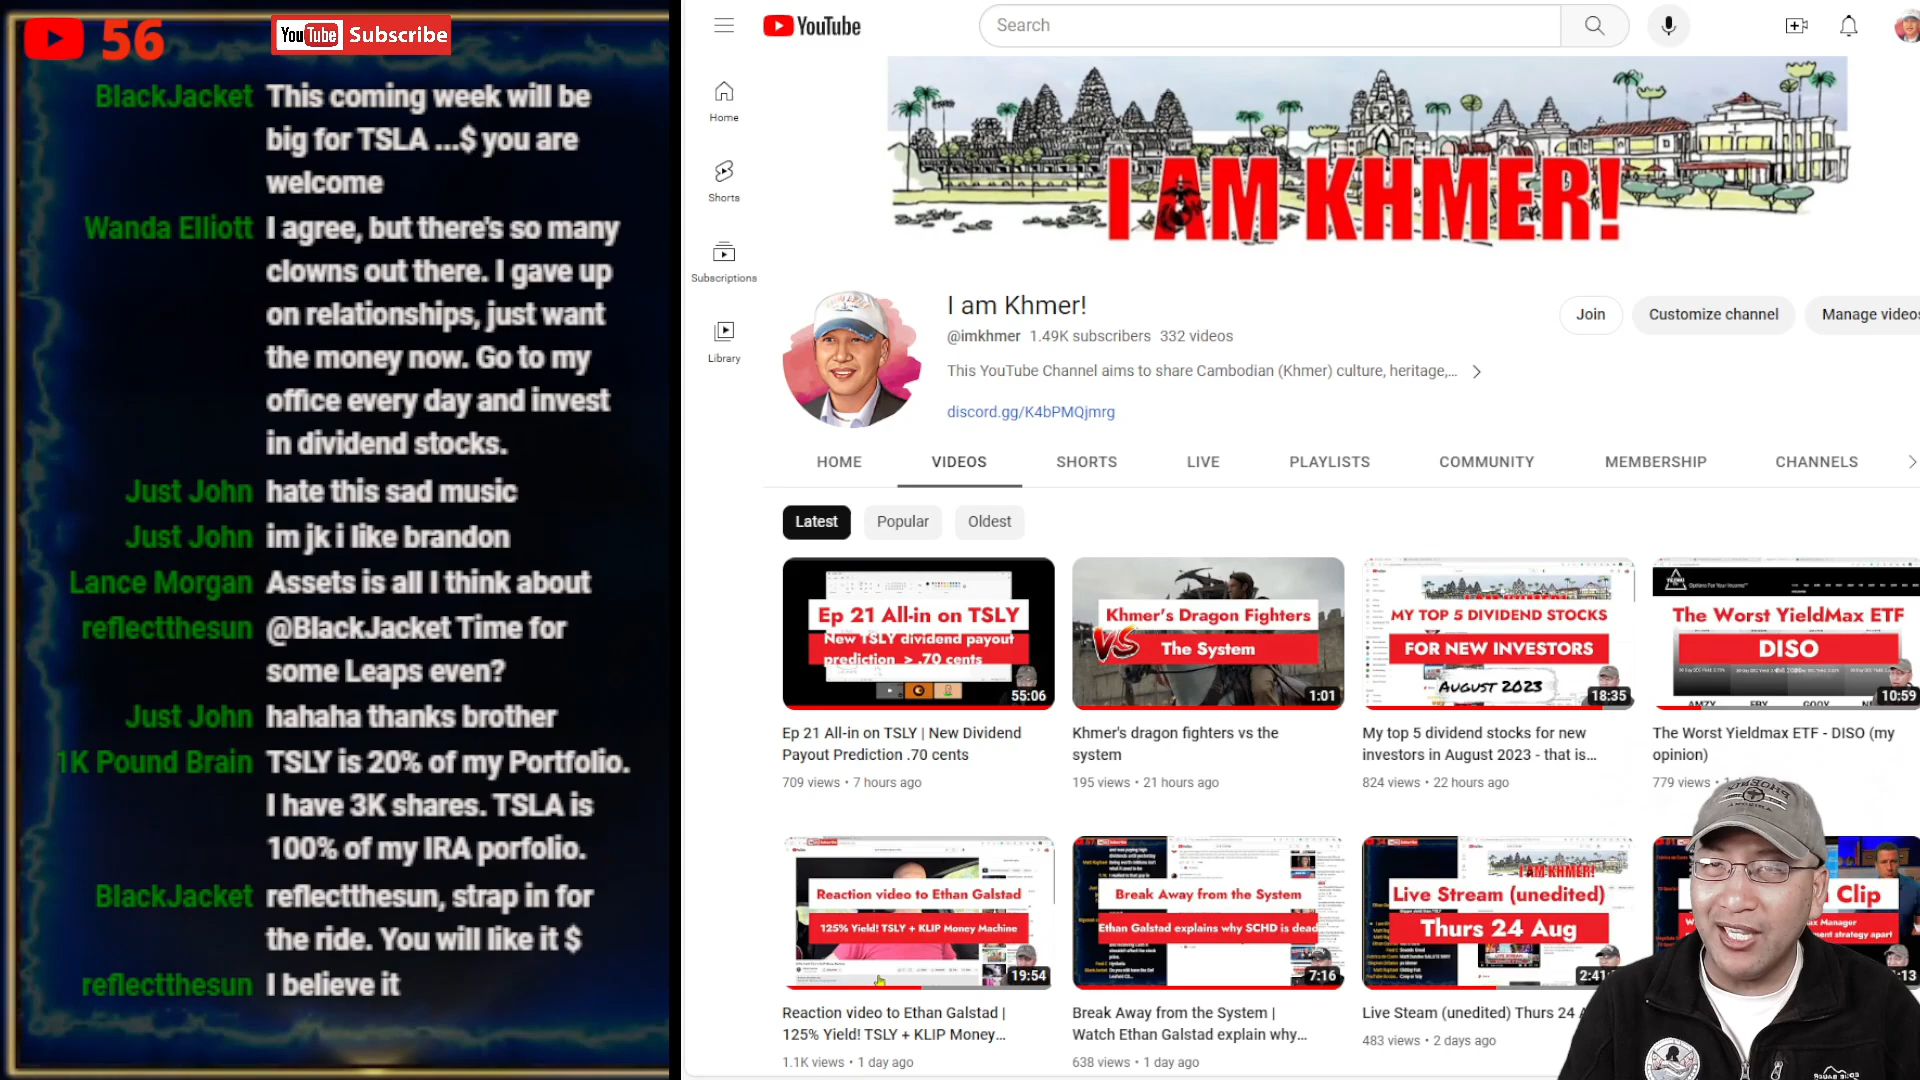 56
YouTube Subscribe
BlackJacket This coming week will be
big for TSLA ...$ you are
welcome
Wanda Elliott I agree, but there's so many
clowns out there. I gave up
on relationships, just want
the money now. Go to my
office every day and invest
in dividend stocks.
Just John hate this sad music
Just John im jk i like brandon
Lance Morgan Assets is all I think about
reflectthesun @BlackJacket Time for
some Leaps even?
Just John hahaha thanks brother
1K Pound Brain TSLY is 20% of my Portfolio.
I have 3K shares. TSLA is
100% of my IRA porfolio.
BlackJacket reflectthesun, strap in for
the ride. You will like it $
reflectthesun I believe it
YouTube
Search
Home
Shorts
Subscriptions
Library
I AM KHMER!
I am Khmer!
@imkhmer 1.49K subscribers 332 videos
This YouTube Channel aims to share Cambodian (Khmer) culture, heritage,...
discord.gg/K4bPMQjmrg
Join
Customize channel
Manage videos
HOME VIDEOS SHORTS LIVE PLAYLISTS COMMUNITY MEMBERSHIP CHANNELS
Latest Popular Oldest
Ep 21 All-in on TSLY
New TSLY dividend payout
prediction > .70 cents
55:06
Ep 21 All-in on TSLY | New Dividend
Payout Prediction .70 cents
709 views • 7 hours ago
Khmer's Dragon Fighters
VS The System
1:01
Khmer's dragon fighters vs the
system
195 views • 21 hours ago
MY TOP 5 DIVIDEND STOCKS
FOR NEW INVESTORS
AUGUST 2023
18:35
My top 5 dividend stocks for new
investors in August 2023 - that is...
824 views • 22 hours ago
The Worst YieldMax ETF
DISO
10:59
The Worst Yieldmax ETF - DISO (my
opinion)
779 views
Reaction video to Ethan Galstad
125% Yield! TSLY + KLIP Money Machine
19:54
Reaction video to Ethan Galstad |
125% Yield! TSLY + KLIP Money...
1.1K views • 1 day ago
Break Away from the System
Ethan Galstad explains why SCHD is dead
7:16
Break Away from the System |
Watch Ethan Galstad explain why...
638 views • 1 day ago
I AM KHMER!
Live Stream (unedited)
Thurs 24 Aug
2:41
Live Steam (unedited) Thurs 24
483 views • 2 days ago
Clip
Manager
strategy apart
:13